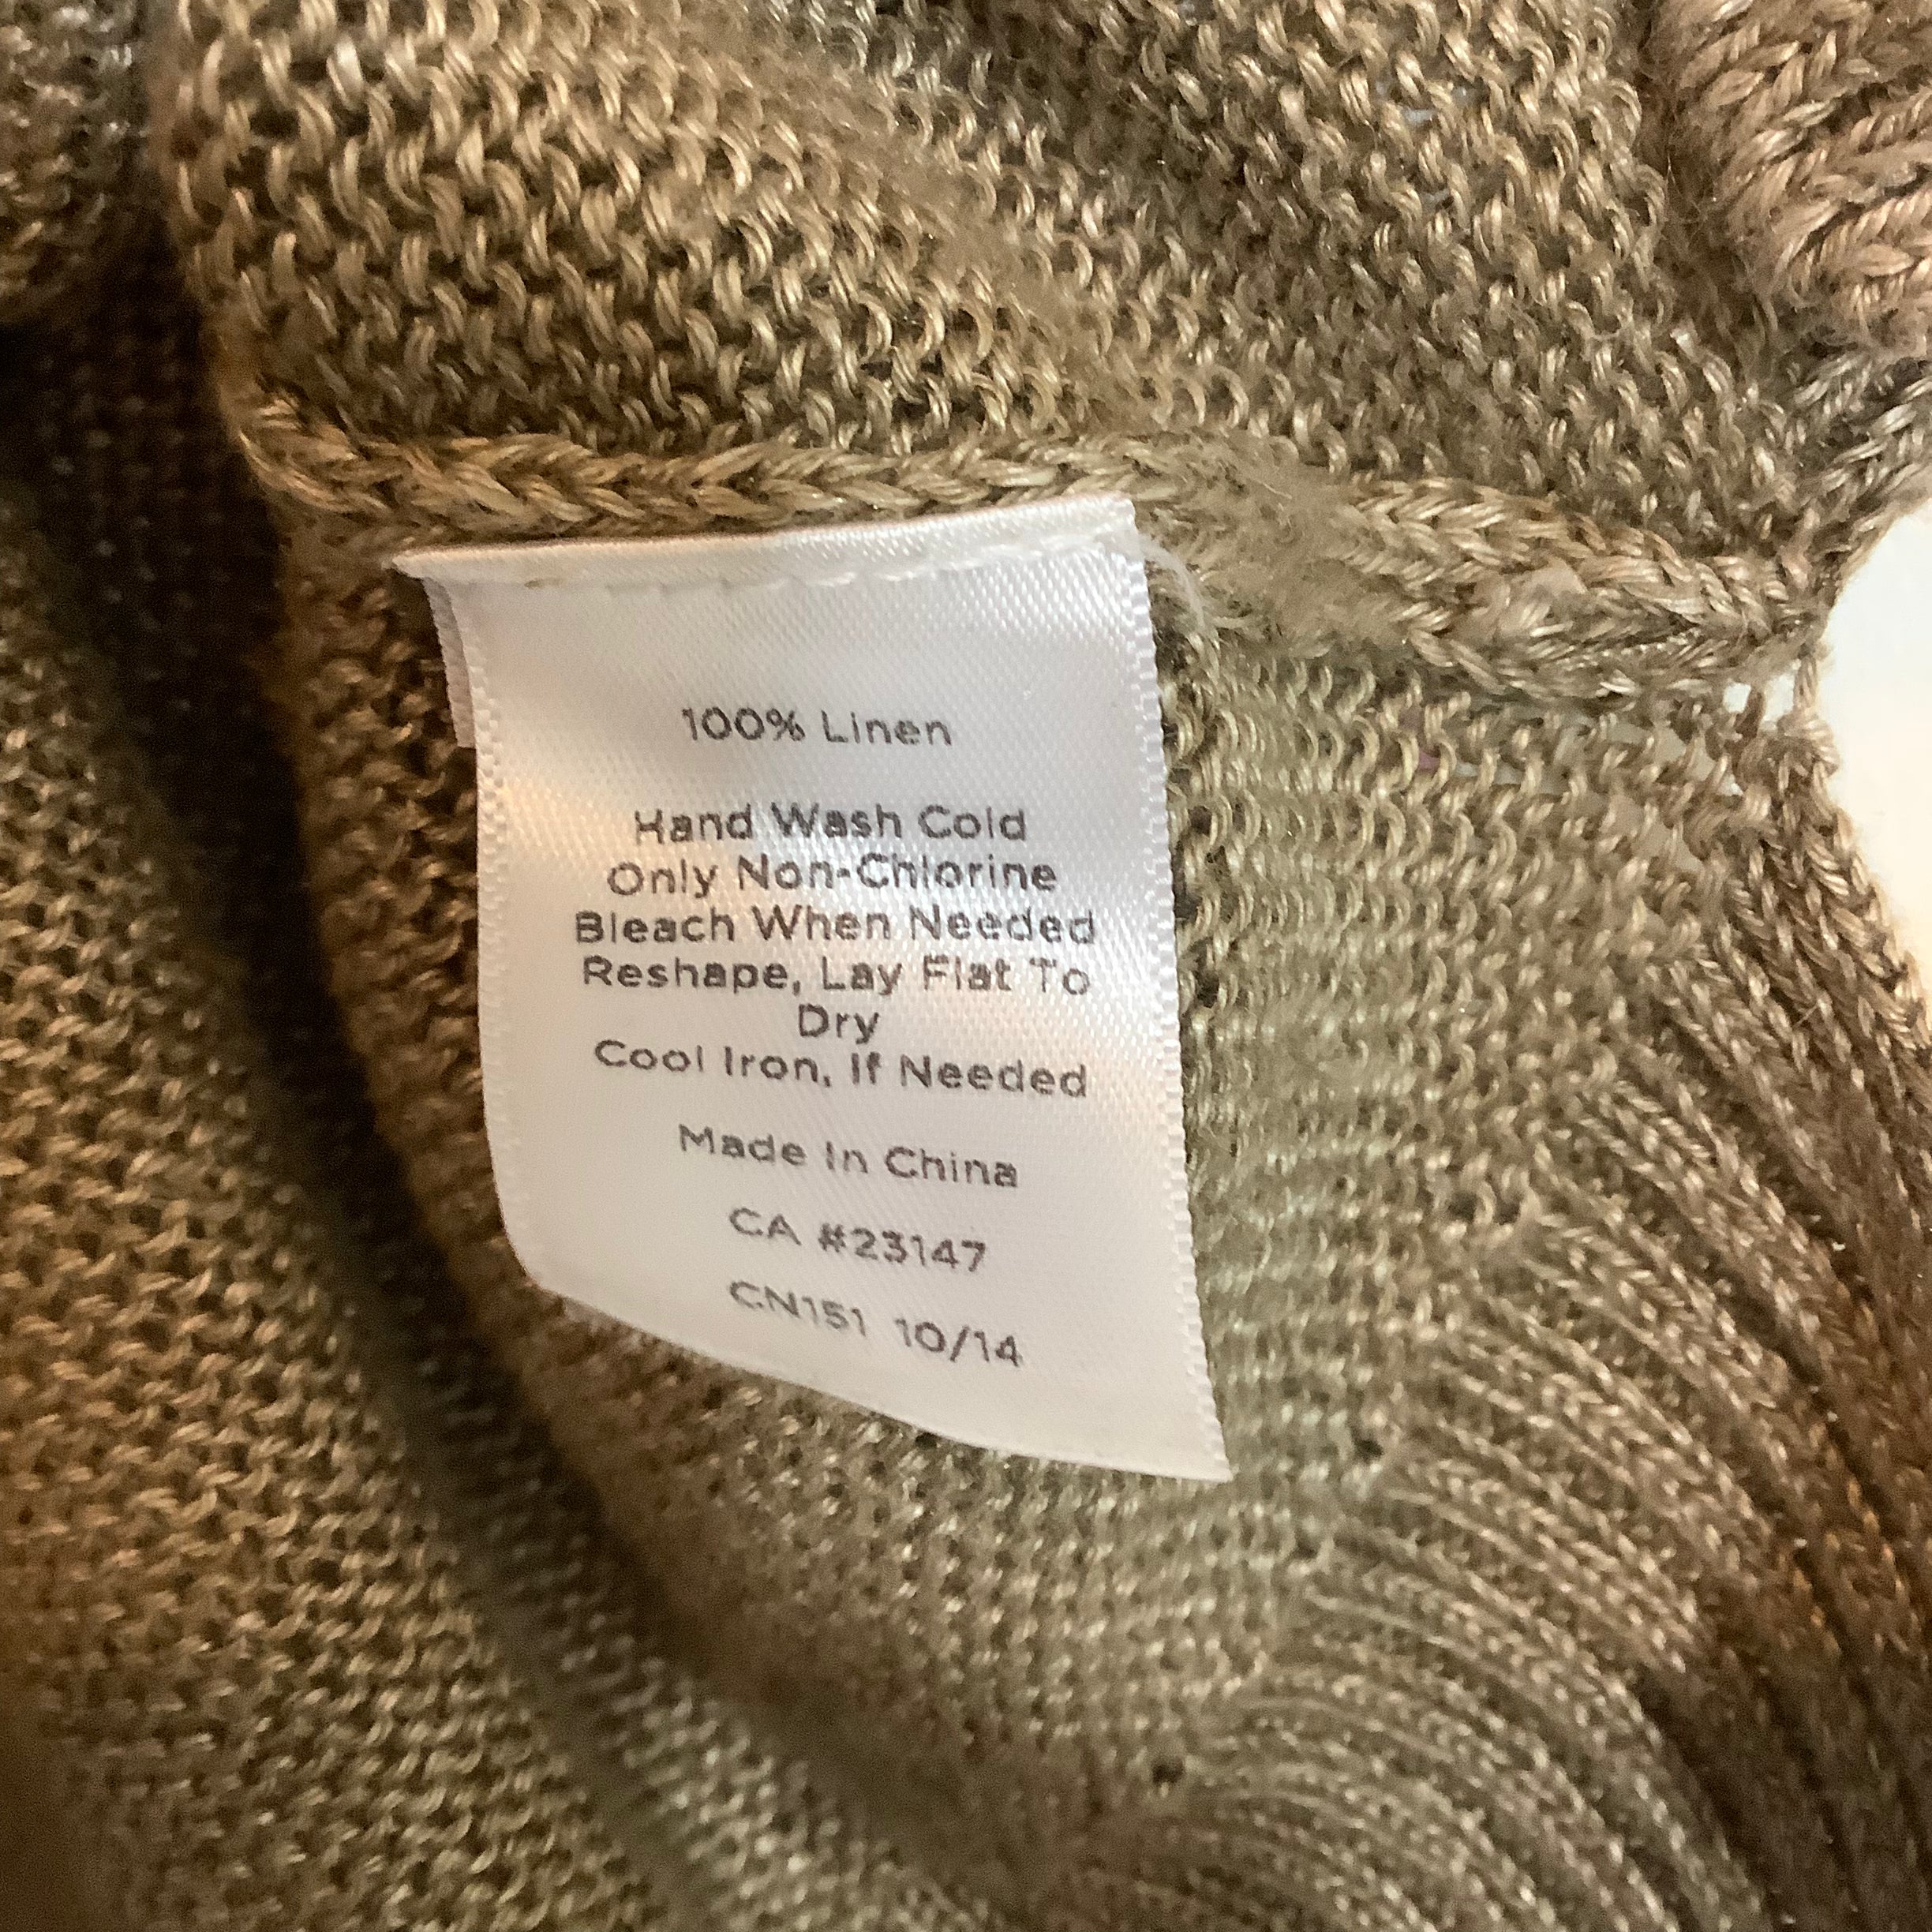 100% Linen
Hand Wash Cold
Only Non-Chlorine
Bleach When Needed
Reshape, Lay Flat To
Dry
Cool Iron, If Needed
Made In China
CA #23147
CN151 10/14